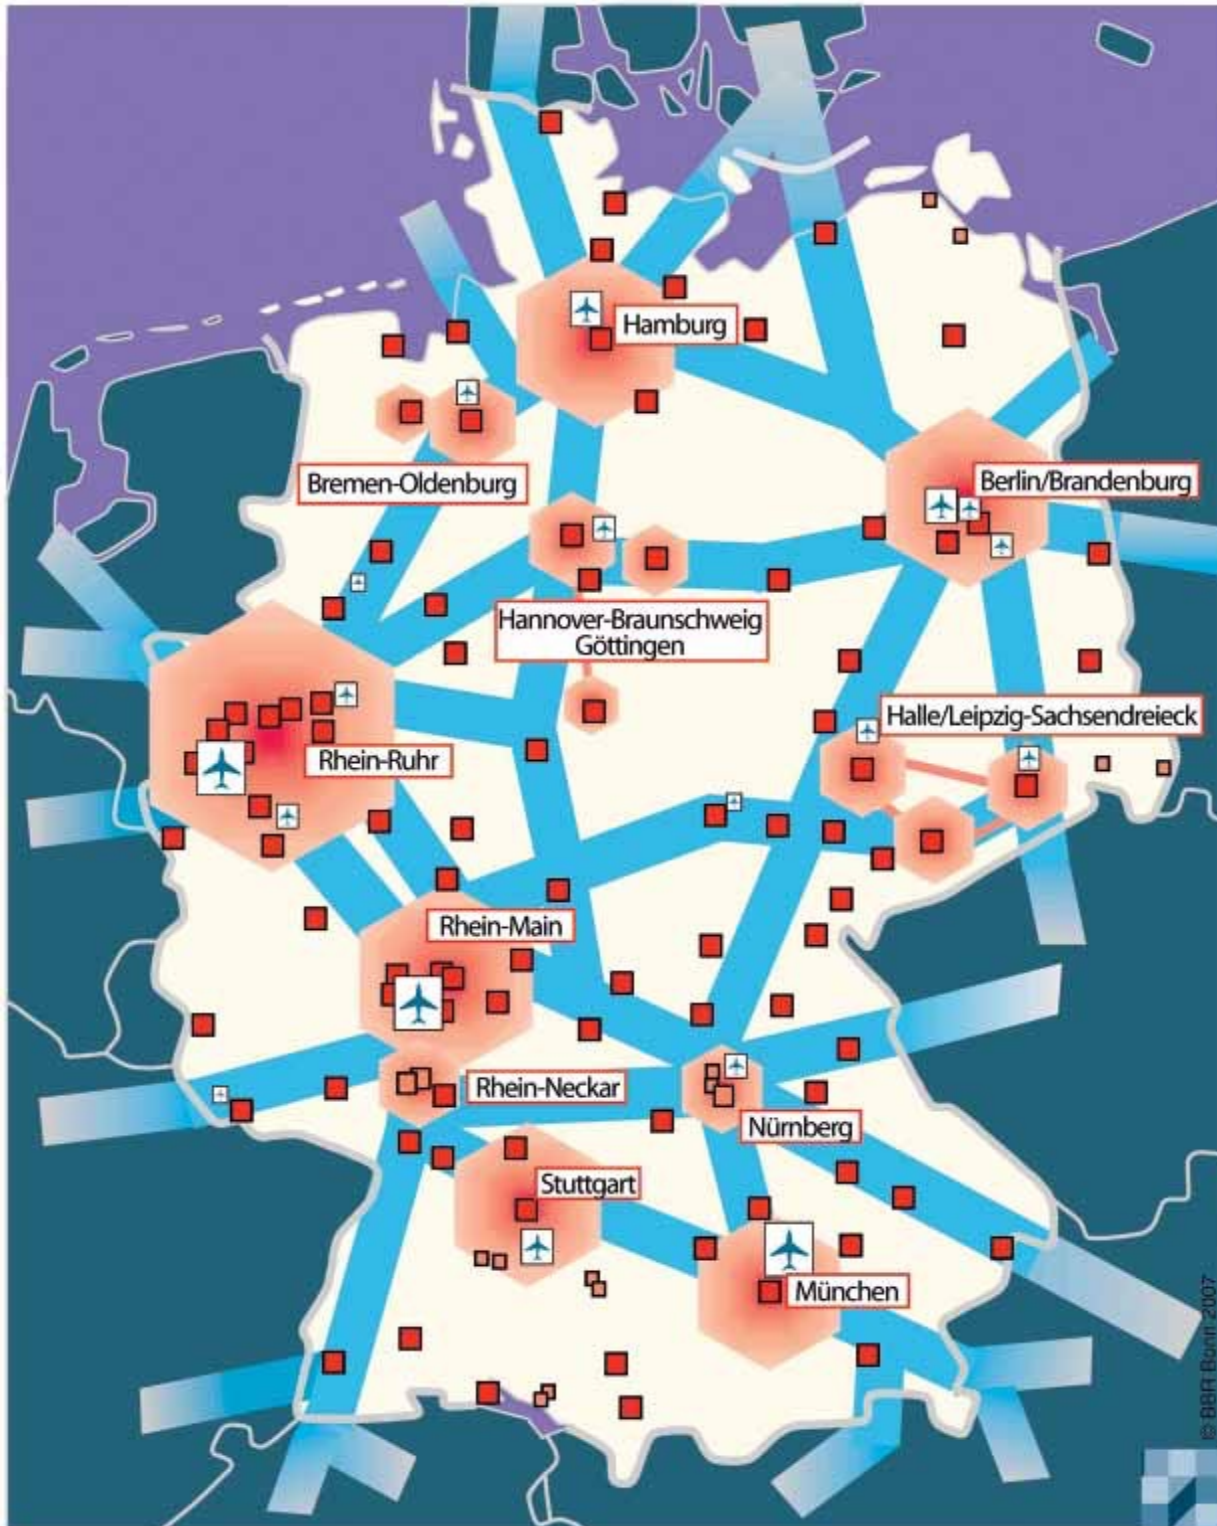 Hamburg
Berlin/Brandenburg
Bremen-Oldenburg
Hannover-Braunschweig
Göttingen
Halle/Leipzig-Sachsendreieck
Rhein-Ruhr
Rhein-Main
Rhein-Neckar
Nürnberg
Stuttgart
München
© BBR Bonn 2007